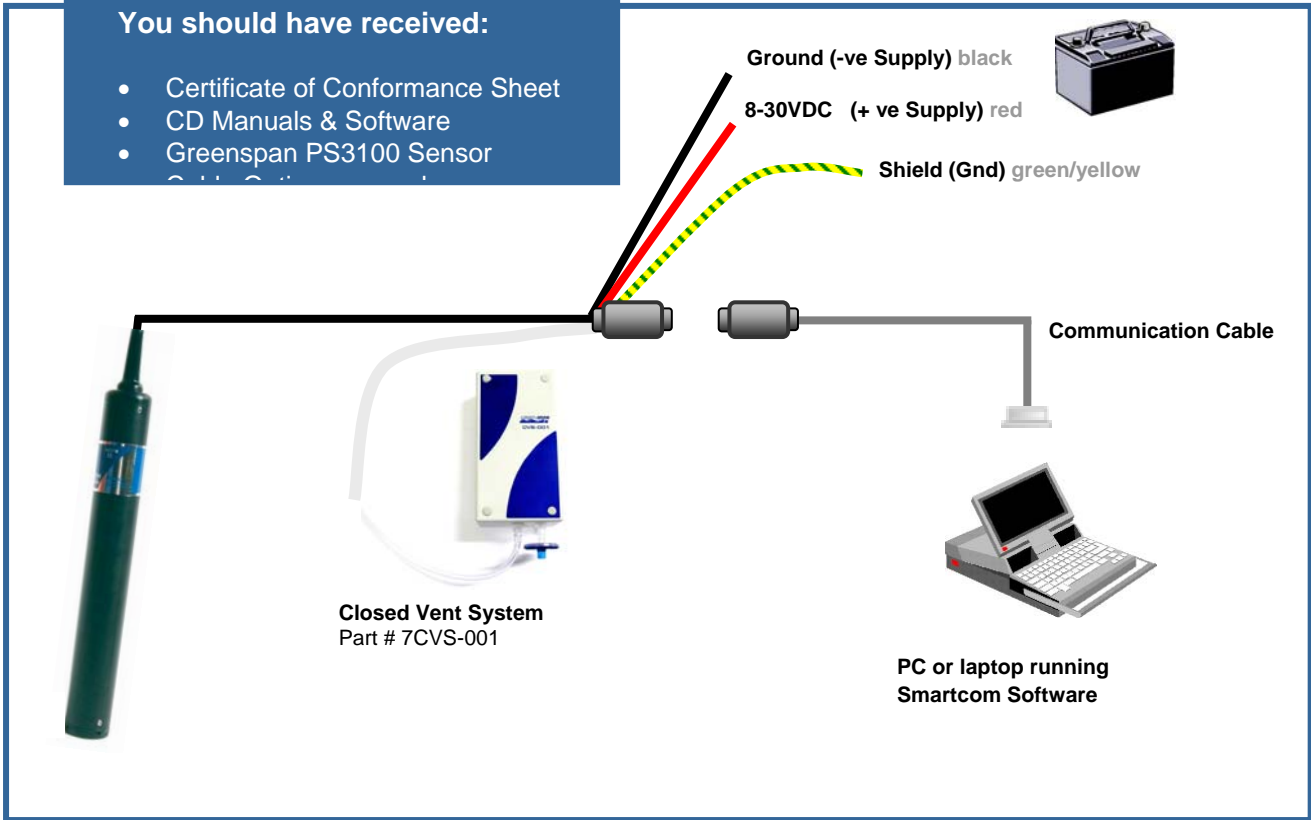 You should have received:
• Certificate of Conformance Sheet
• CD Manuals & Software
• Greenspan PS3100 Sensor
Ground (-ve Supply) black
8-30VDC (+ ve Supply) red
Shield (Gnd) green/yellow
Communication Cable
CVS-001
Closed Vent System
Part # 7CVS-001
PC or laptop running
Smartcom Software